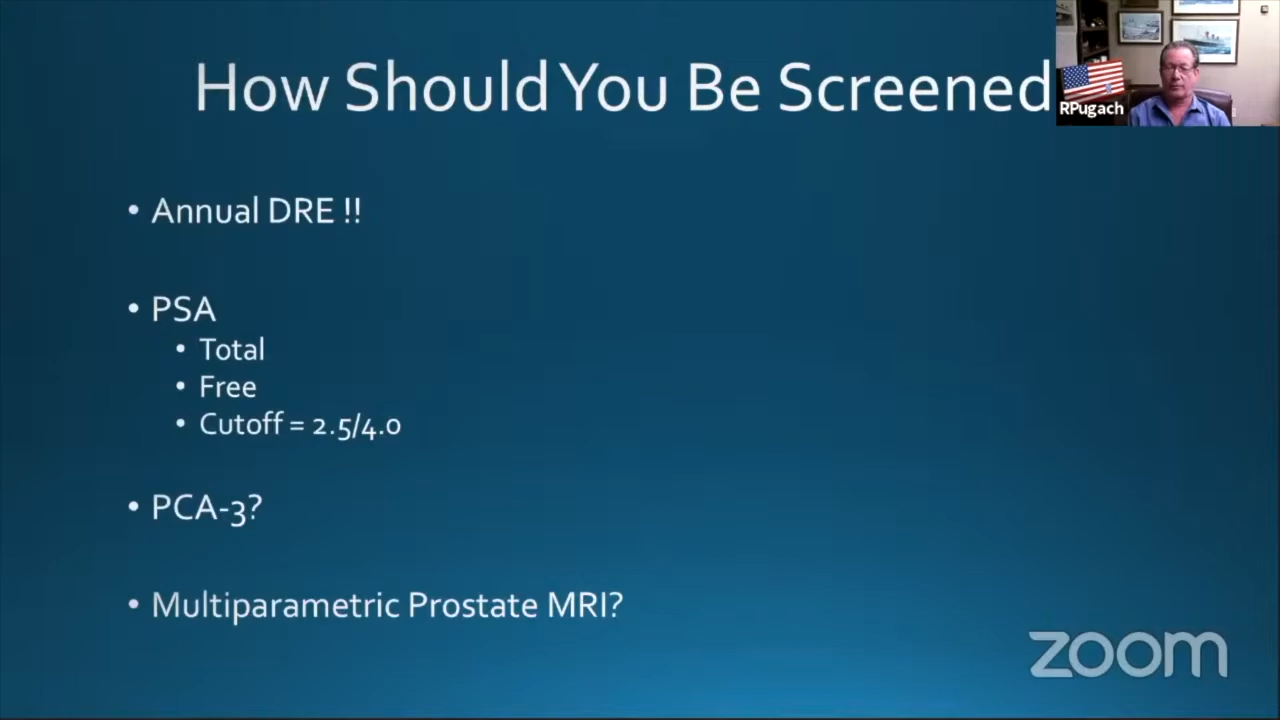 How Should You Be Screened
RPugach
• Annual DRE !!
• PSA
• Total
• Free
• Cutoff = 2.5/4.0
• PCA-3?
• Multiparametric Prostate MRI?
zoom